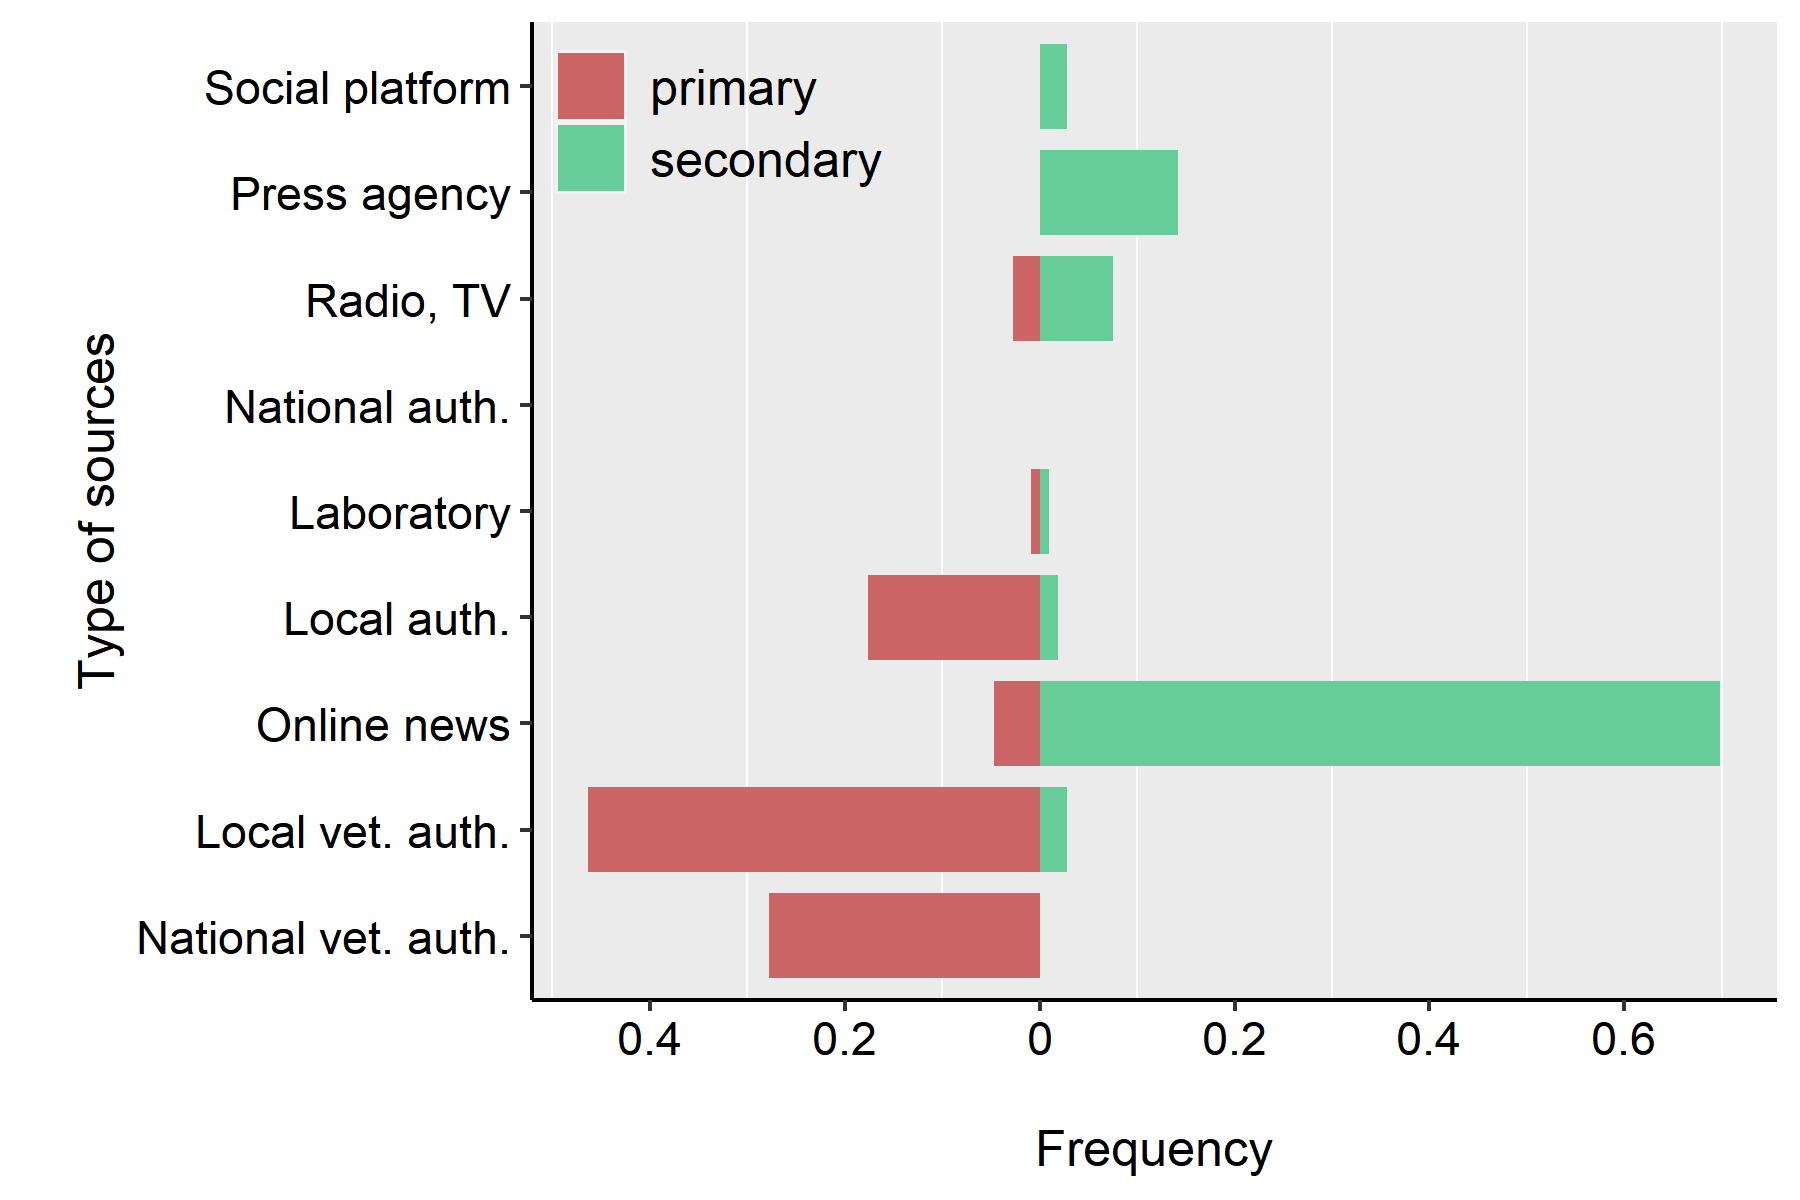 primary
secondary
Social platform
Press agency
Radio, TV
National auth.
Laboratory
Local auth.
Online news
Local vet. auth.
National vet. auth.
Type of sources
0.4 0.2 0 0.2 0.4 0.6
Frequency